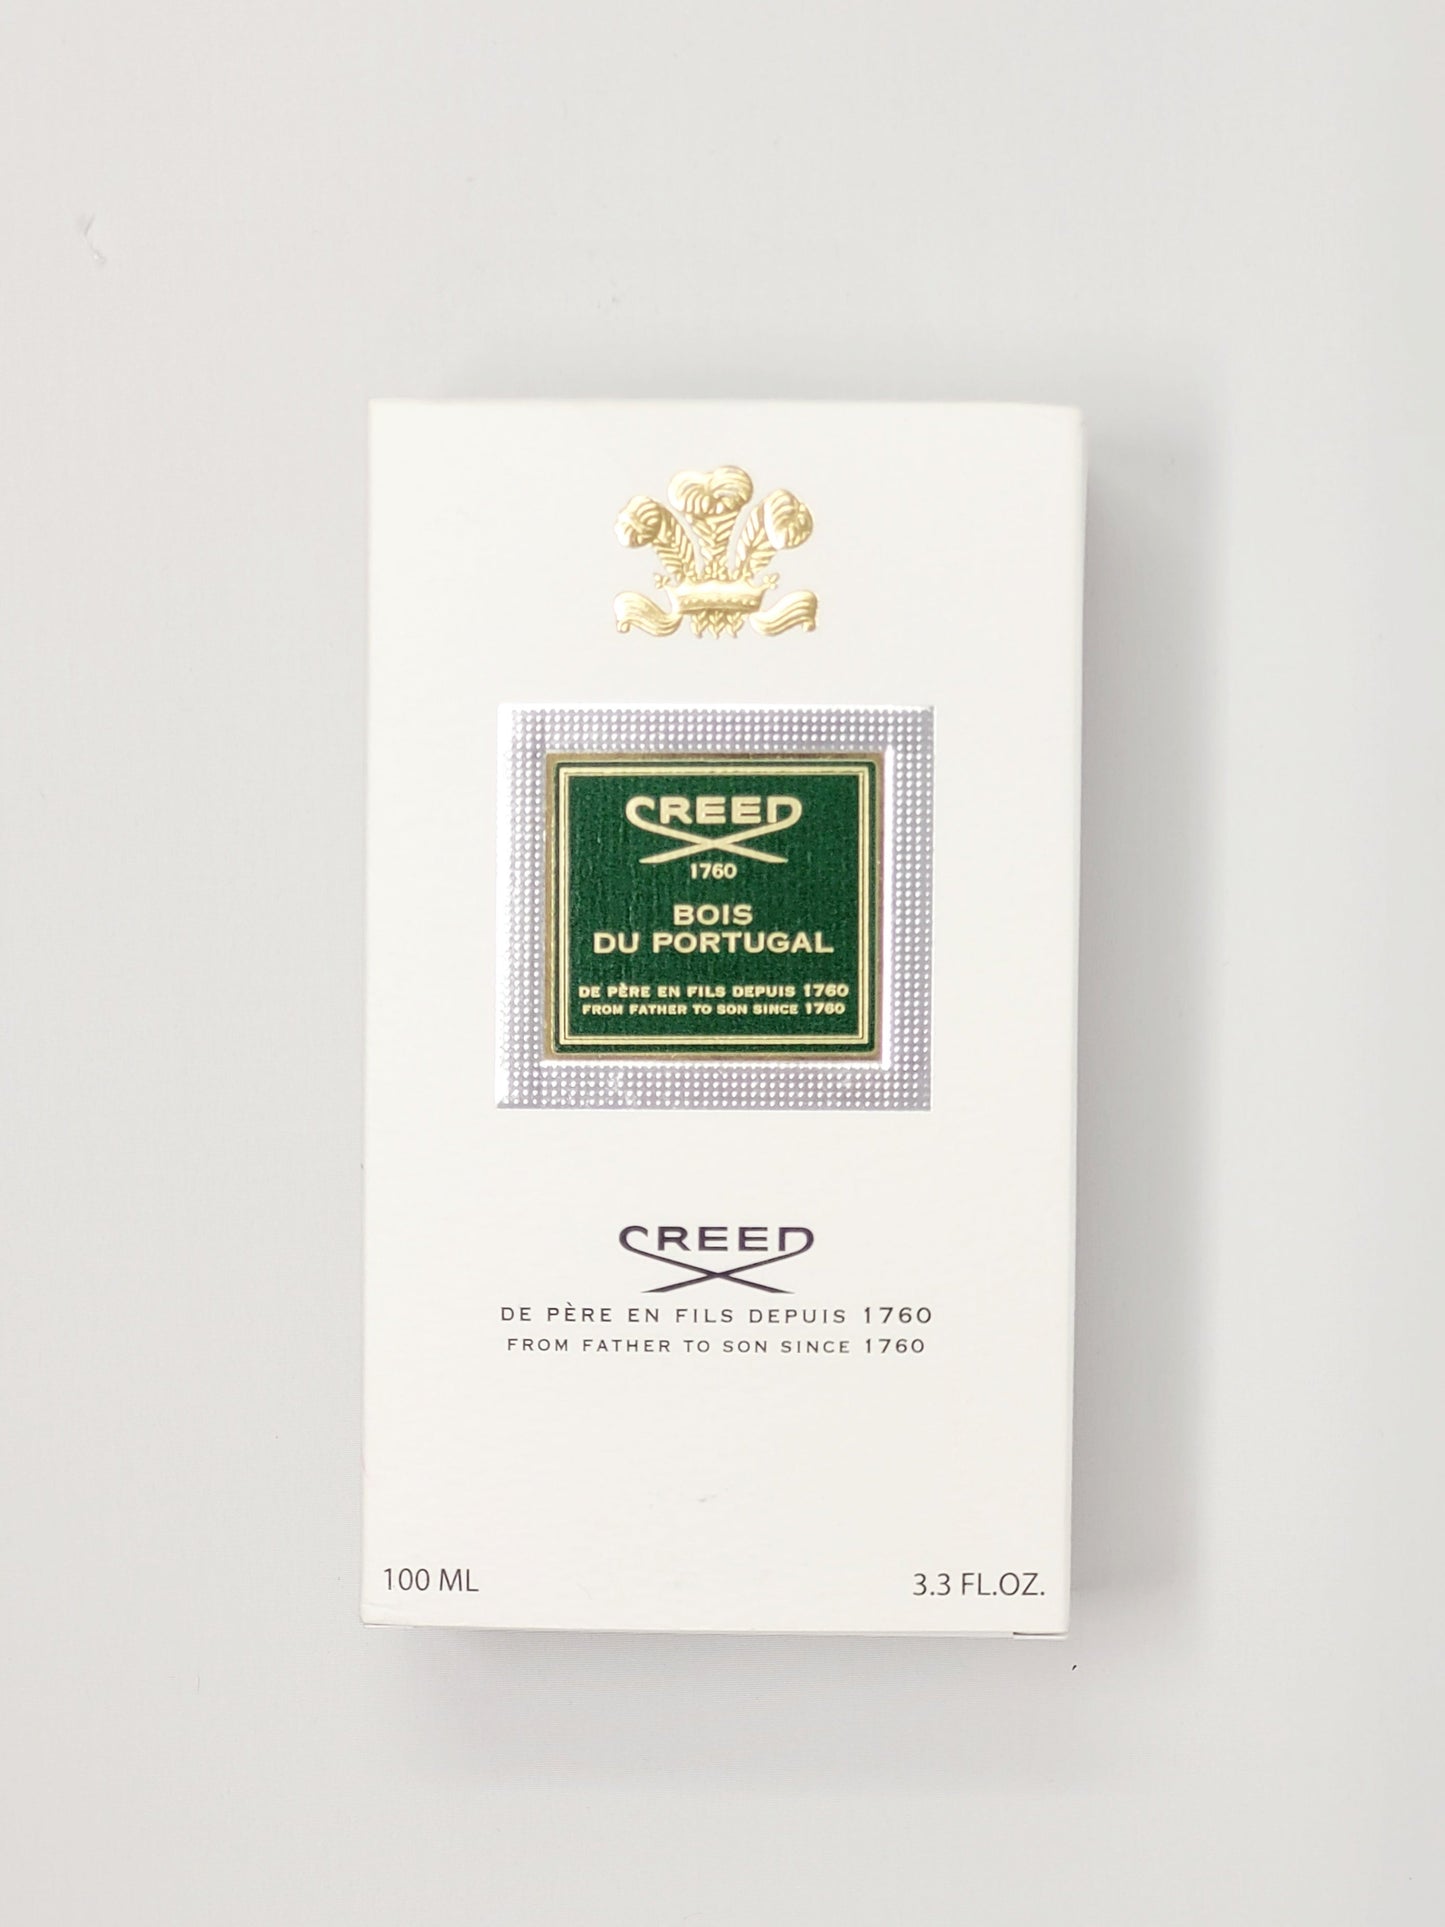 CREED
1760
BOIS
DU PORTUGAL
DE PÈRE EN FILS DEPUIS 1760
FROM FATHER TO SON SINCE 1760
CREED
DE PÈRE EN FILS DEPUIS 1760
FROM FATHER TO SON SINCE 1760
100 ML
3.3 FL.OZ.